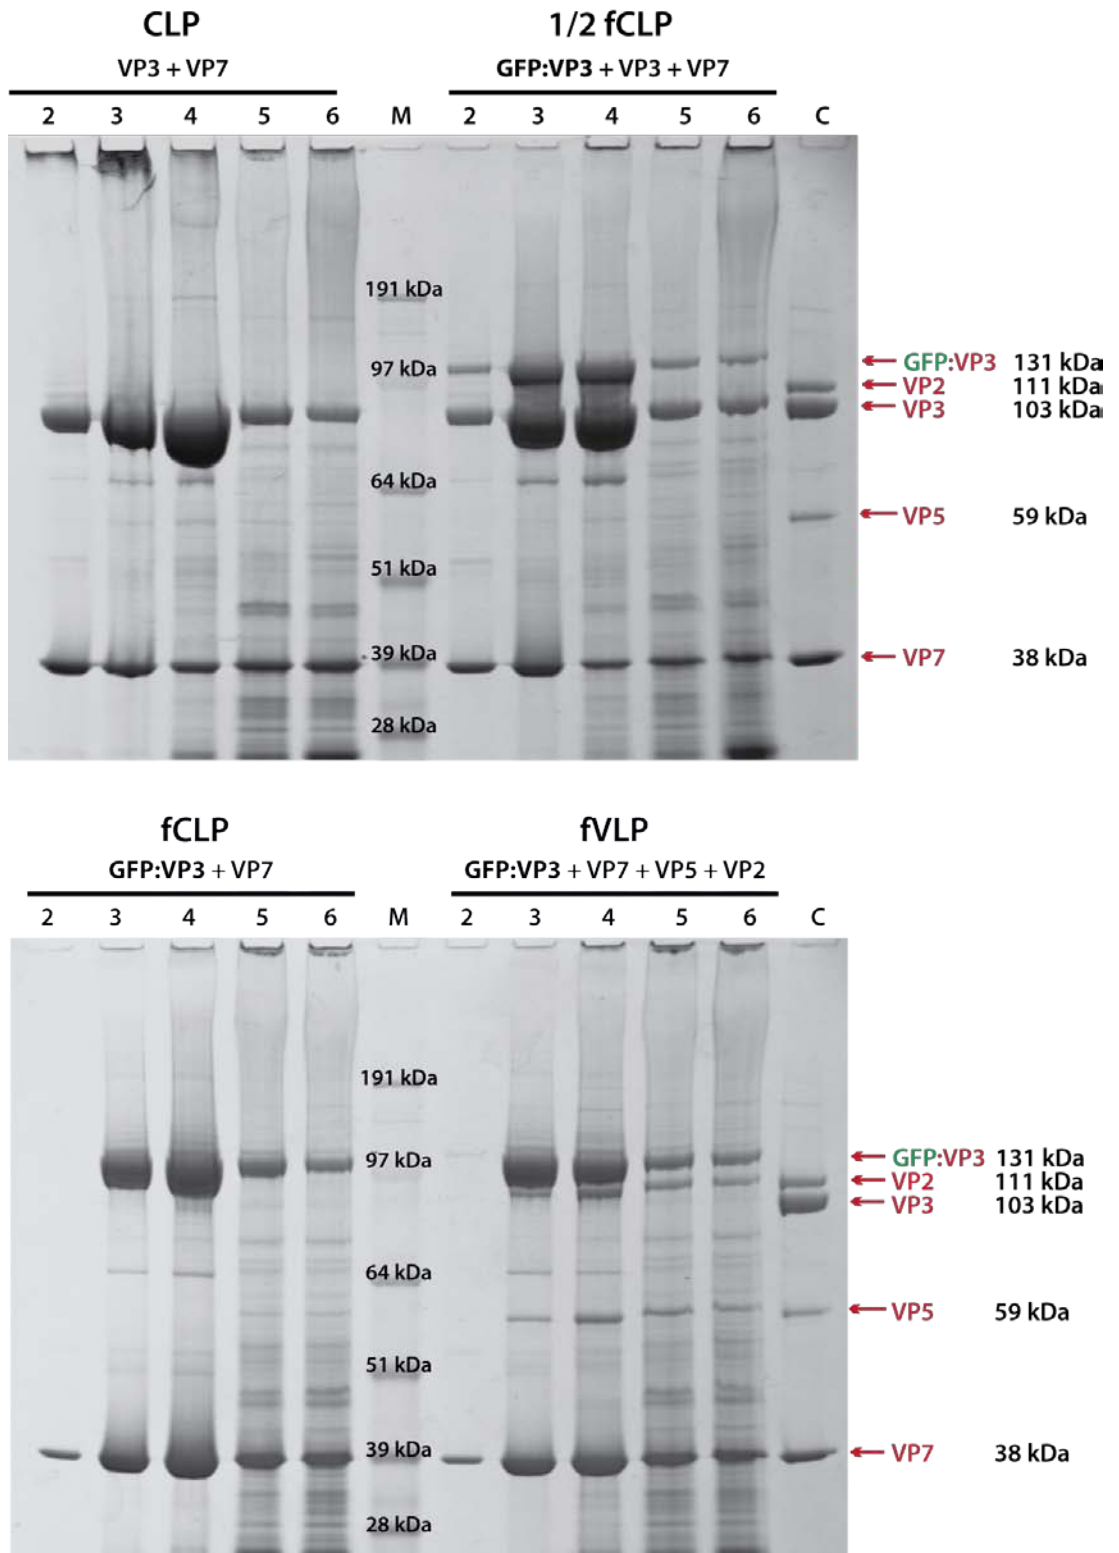 CLP 1/2 fCLP
VP3 + VP7 GFP:VP3 + VP3 + VP7
2 3 4 5 6 M 2 3 4 5 6 C
191 kDa
GFP:VP3 131 kDa
97 kDa
VP2 111 kDa
VP3 103 kDa
64 kDa
VP5 59 kDa
51 kDa
39 kDa
VP7 38 kDa
28 kDa
fCLP fVLP
GFP:VP3 + VP7 GFP:VP3 + VP7 + VP5 + VP2
2 3 4 5 6 M 2 3 4 5 6 C
191 kDa
97 kDa GFP:VP3 131 kDa
VP2 111 kDa
VP3 103 kDa
64 kDa
VP5 59 kDa
51 kDa
39 kDa VP7 38 kDa
28 kDa